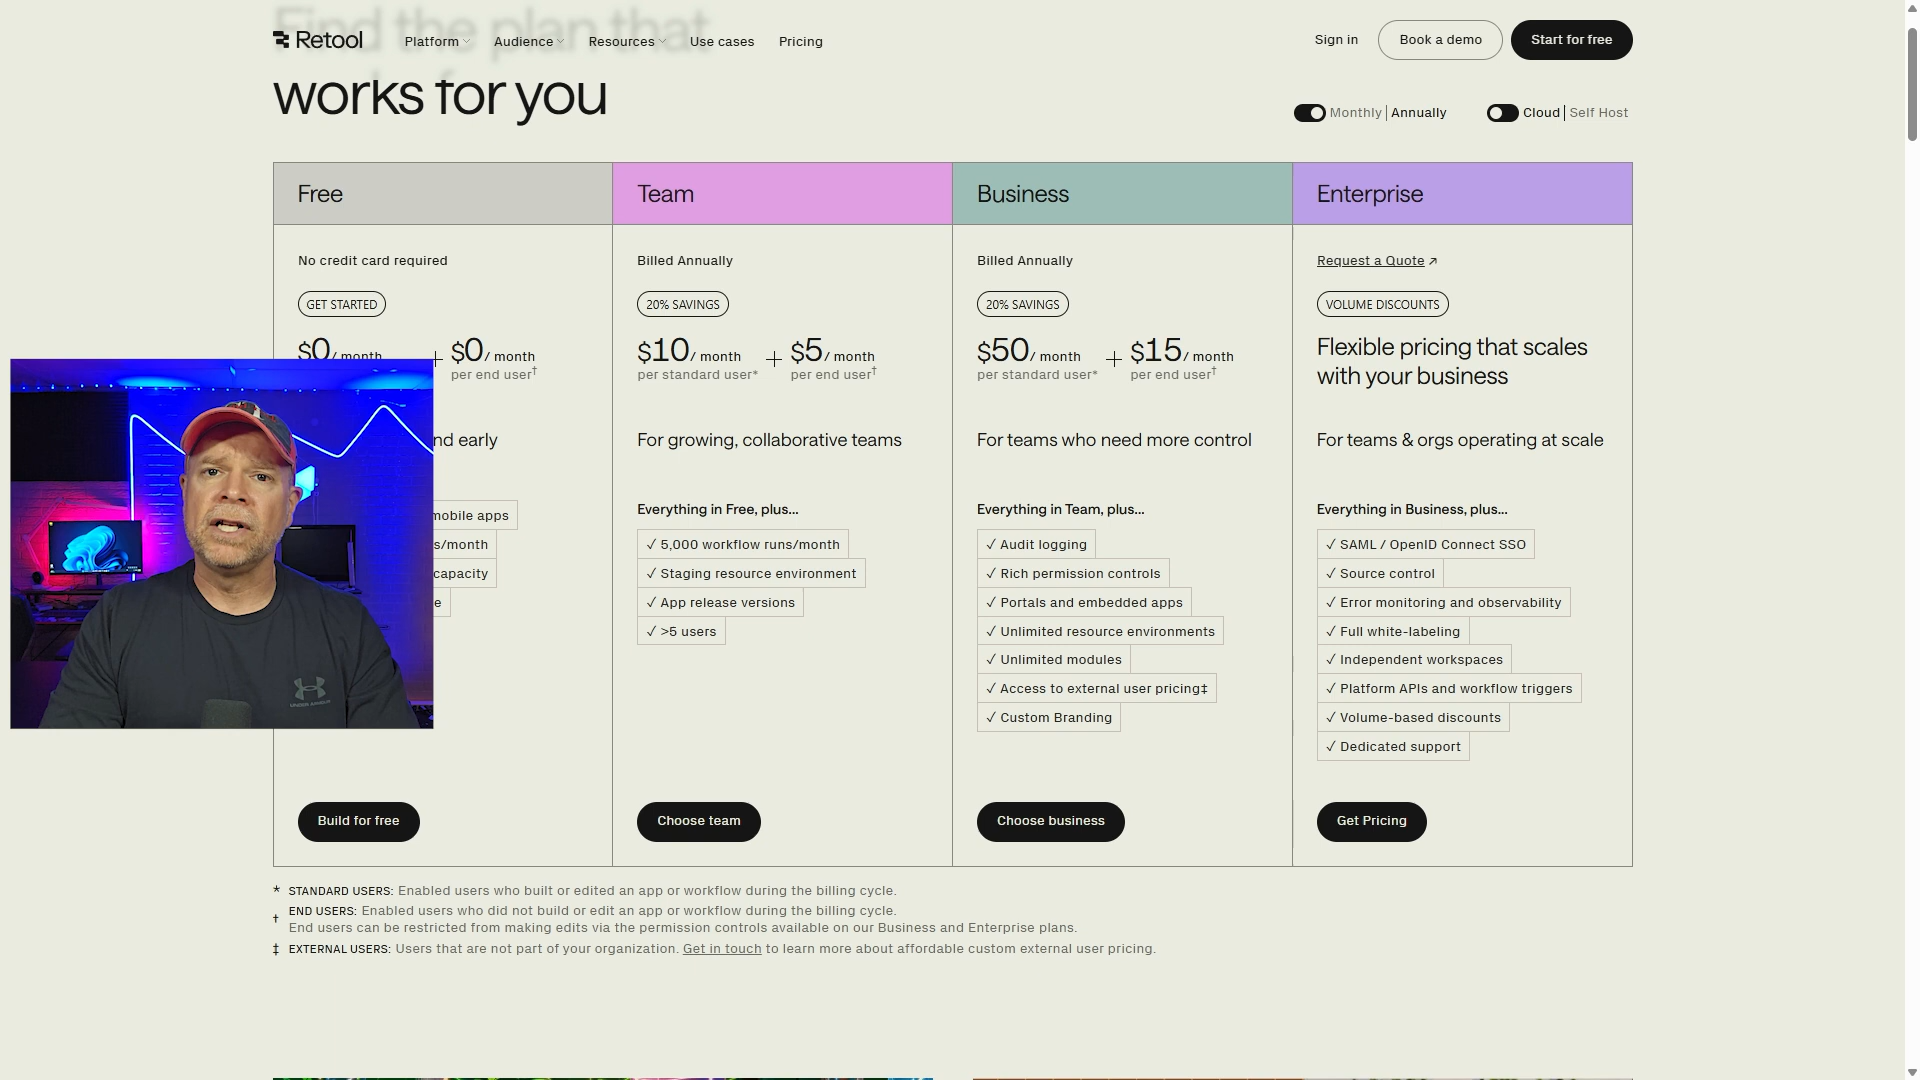 Find the plan that
Retool
Platform
Audience
Resources
Use cases
Pricing
Sign in
Book a demo
Start for free
works for you
Monthly | Annually
Cloud | Self Host
Free
No credit card required
GET STARTED
$0 / month
+ $0 / month
per end user†
nd early
mobile apps
s/month
capacity
e
Build for free
Team
Billed Annually
20% SAVINGS
$10 / month + $5 / month
per standard user* per end user†
For growing, collaborative teams
Everything in Free, plus...
✓ 5,000 workflow runs/month
✓ Staging resource environment
✓ App release versions
✓ >5 users
Choose team
Business
Billed Annually
20% SAVINGS
$50 / month + $15 / month
per standard user* per end user†
For teams who need more control
Everything in Team, plus...
✓ Audit logging
✓ Rich permission controls
✓ Portals and embedded apps
✓ Unlimited resource environments
✓ Unlimited modules
✓ Access to external user pricing‡
✓ Custom Branding
Choose business
Enterprise
Request a Quote ↗
VOLUME DISCOUNTS
Flexible pricing that scales
with your business
For teams & orgs operating at scale
Everything in Business, plus...
✓ SAML / OpenID Connect SSO
✓ Source control
✓ Error monitoring and observability
✓ Full white-labeling
✓ Independent workspaces
✓ Platform APIs and workflow triggers
✓ Volume-based discounts
✓ Dedicated support
Get Pricing
* STANDARD USERS: Enabled users who built or edited an app or workflow during the billing cycle.
† END USERS: Enabled users who did not build or edit an app or workflow during the billing cycle.
End users can be restricted from making edits via the permission controls available on our Business and Enterprise plans.
‡ EXTERNAL USERS: Users that are not part of your organization. Get in touch to learn more about affordable custom external user pricing.
UNDER ARMOUR